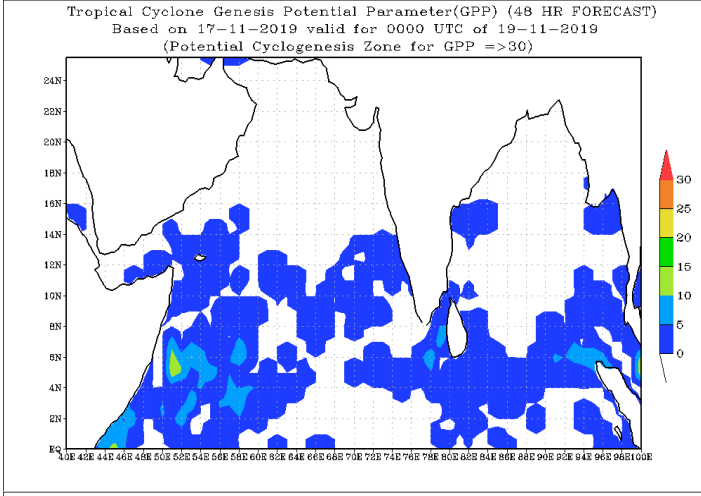 Tropical Cyclone Genesis Potential Parameter(GPP) (48 HR FORECAST)
Based on 17-11-2019 valid for 0000 UTC of 19-11-2019
(Potential Cyclogenesis Zone for GPP =>30)
24N
22N
20N
18N
16N
14N
12N
10N
8N
6N
4N
2N
EQ
40E 42E 44E 46E 48E 50E 52E 54E 56E 58E 60E 62E 64E 66E 68E 70E 72E 74E 76E 78E 80E 82E 84E 86E 88E 90E 92E 94E 96E 98E 100E
30
25
20
15
10
5
0